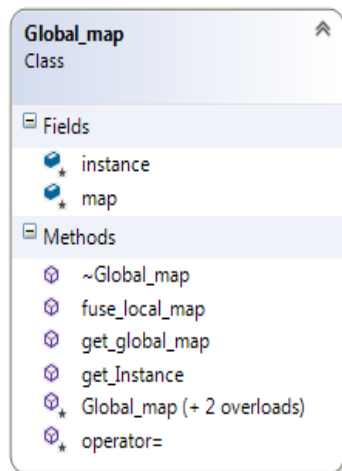 Global_map
Class
Fields
instance
map
Methods
~Global_map
fuse_local_map
get_global_map
get_Instance
Global_map (+ 2 overloads)
operator=